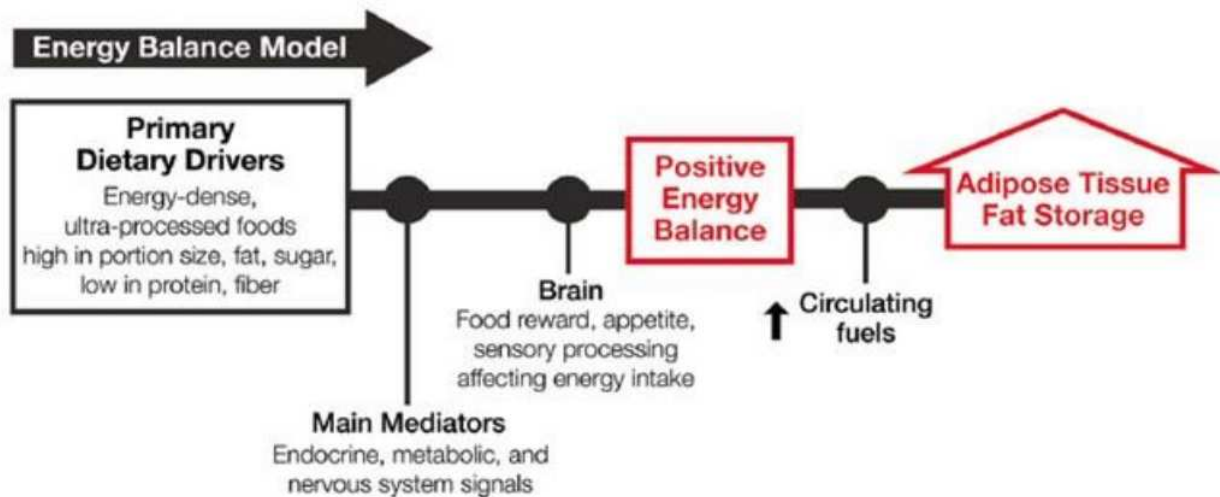 Energy Balance Model
Primary
Dietary Drivers
Energy-dense,
ultra-processed foods
high in portion size, fat, sugar,
low in protein, fiber
Main Mediators
Endocrine, metabolic, and
nervous system signals
Brain
Food reward, appetite,
sensory processing
affecting energy intake
Positive
Energy
Balance
Circulating
fuels
Adipose Tissue
Fat Storage